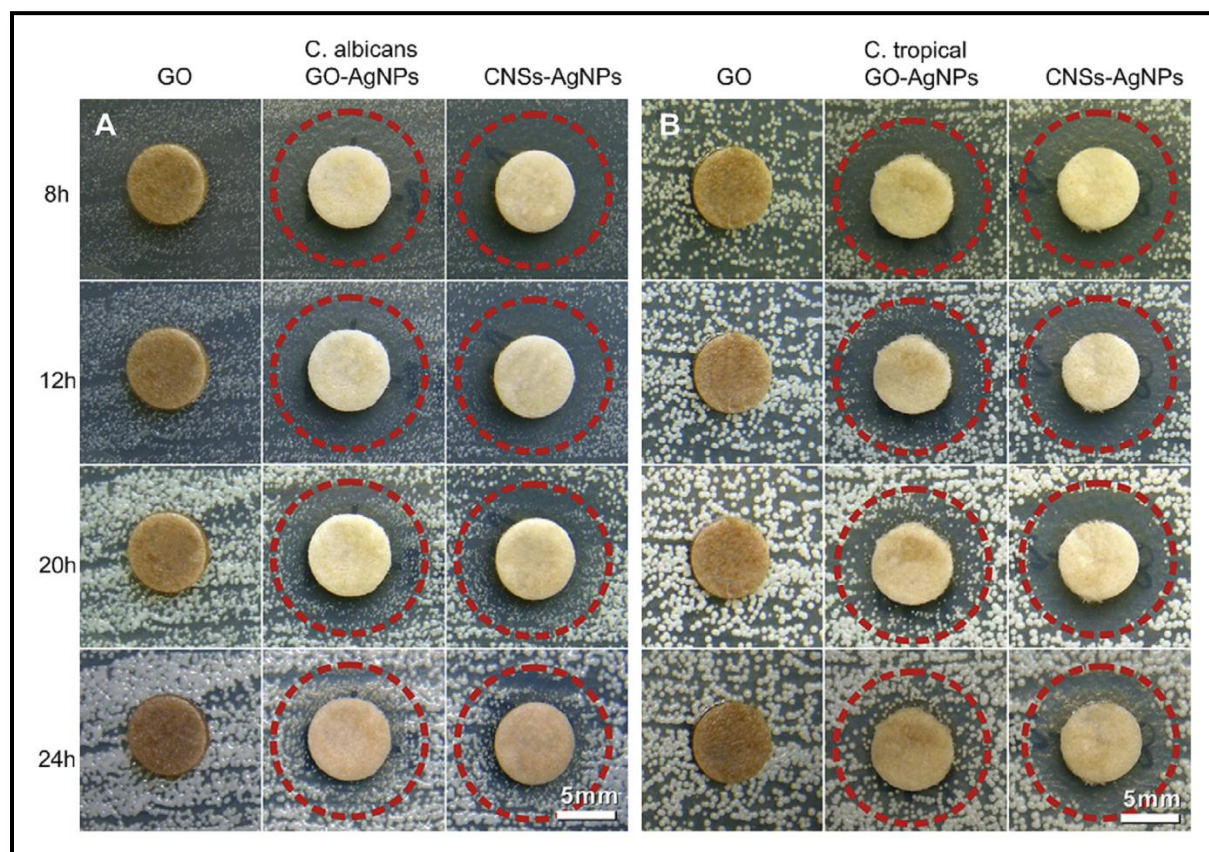 C. albicans
GO GO-AgNPs CNSs-AgNPs
C. tropical
GO GO-AgNPs CNSs-AgNPs
A
B
8h
12h
20h
24h
5mm
5mm